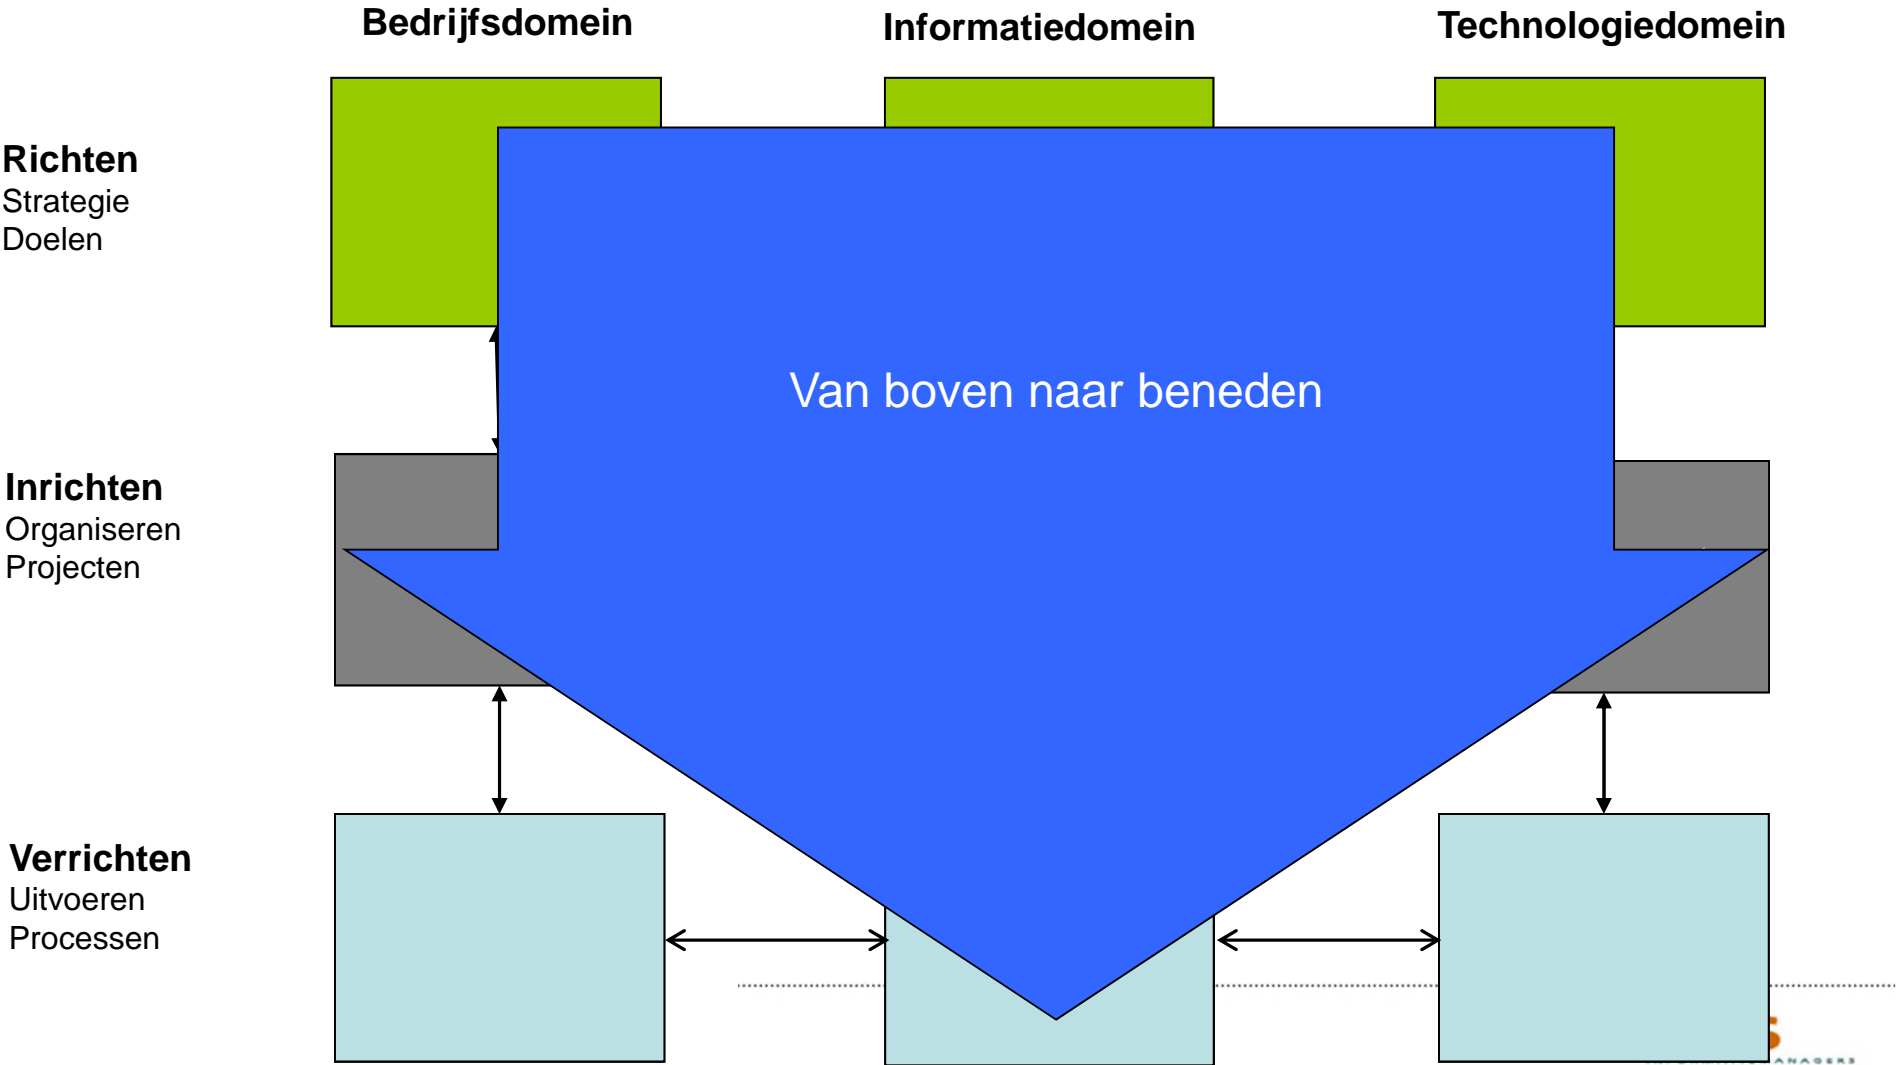 Bedrijfsdomein
Informatiedomein
Technologiedomein
Richten
Strategie
Doelen
Van boven naar beneden
Inrichten
Organiseren
Projecten
Verrichten
Uitvoeren
Processen